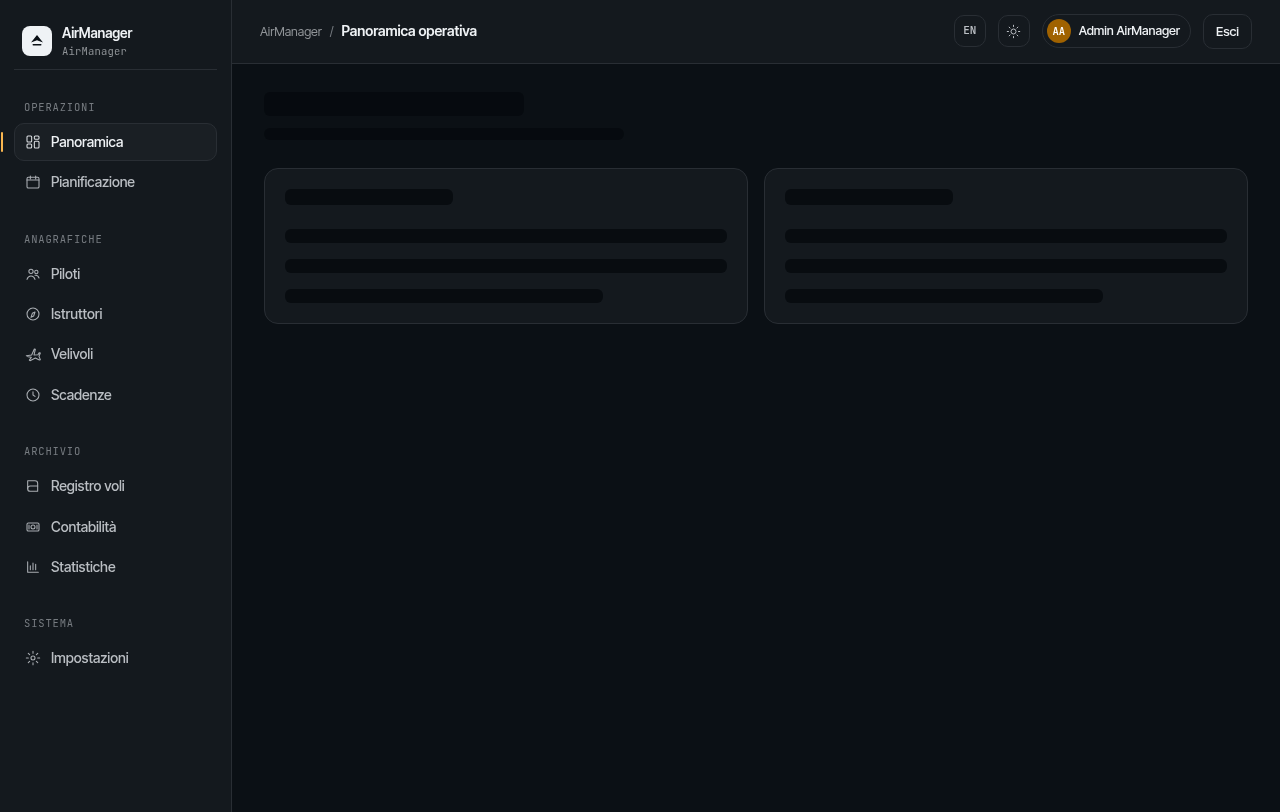 AirManager
AirManager
OPERAZIONI
Panoramica
Pianificazione
ANAGRAFICHE
Piloti
Istruttori
Velivoli
Scadenze
ARCHIVIO
Registro voli
Contabilità
Statistiche
SISTEMA
Impostazioni
AirManager / Panoramica operativa
EN
AA Admin AirManager
Esci